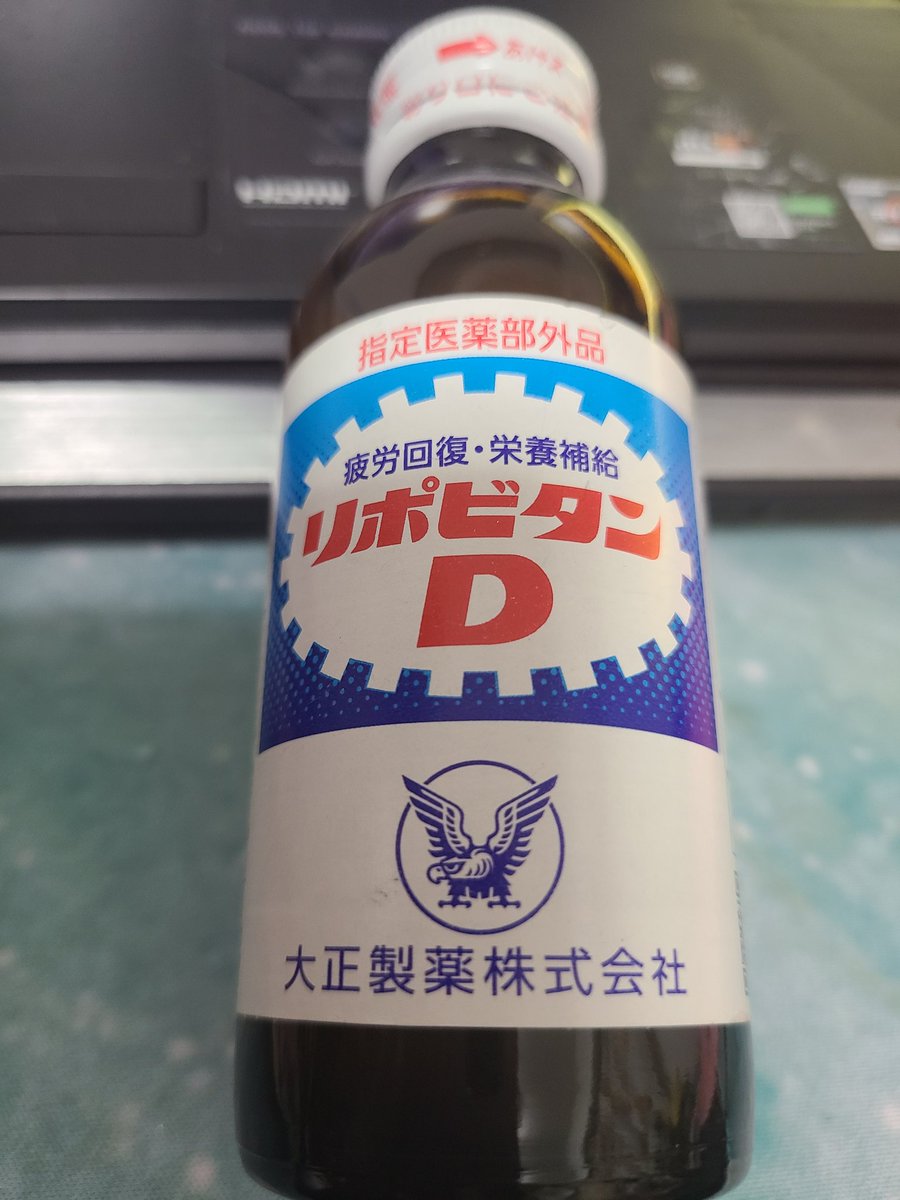 指定医薬部外品
疲労回復・栄養補給
リポビタン
D
大正製薬株式会社